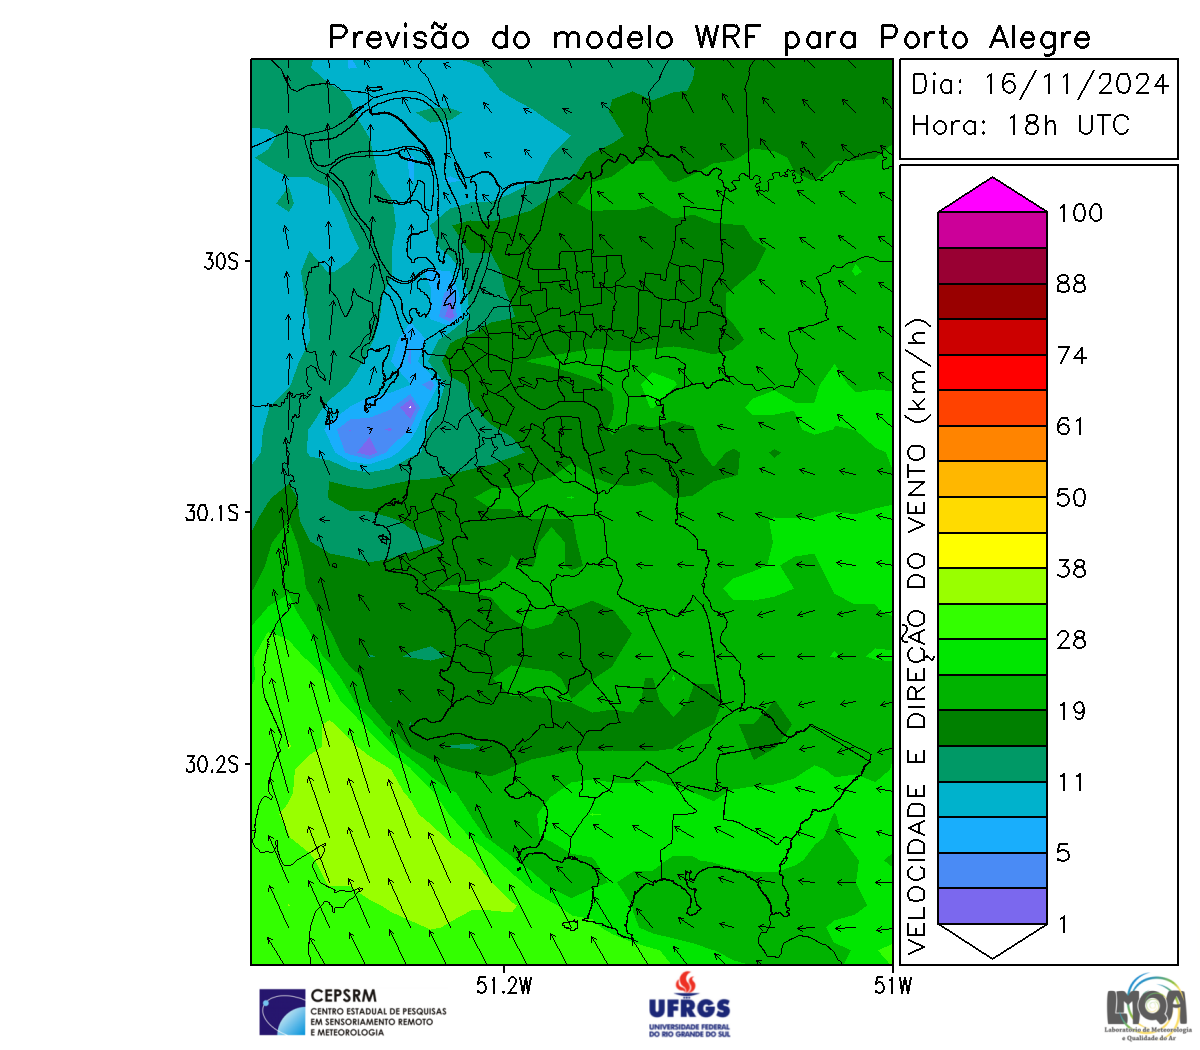 Previsão do modelo WRF para Porto Alegre
Dia: 16/11/2024
Hora: 18h UTC
30S
30.1S
30.2S
51.2W
51W
VELOCIDADE E DIREÇÃO DO VENTO (km/h)
100
88
74
61
50
38
28
19
11
5
1
CEPSRM
CENTRO ESTADUAL DE PESQUISAS
EM SENSORIAMENTO REMOTO
E METEOROLOGIA
UFRGS
UNIVERSIDADE FEDERAL
DO RIO GRANDE DO SUL
LMQA
Laboratório de Meteorologia
e Qualidade do Ar